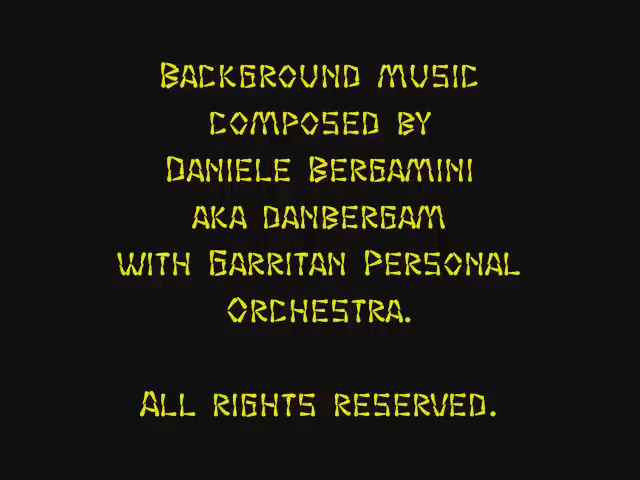 Background music
composed by
Daniele Bergamini
aka danbergam
with Garritan Personal
Orchestra.
All rights reserved.